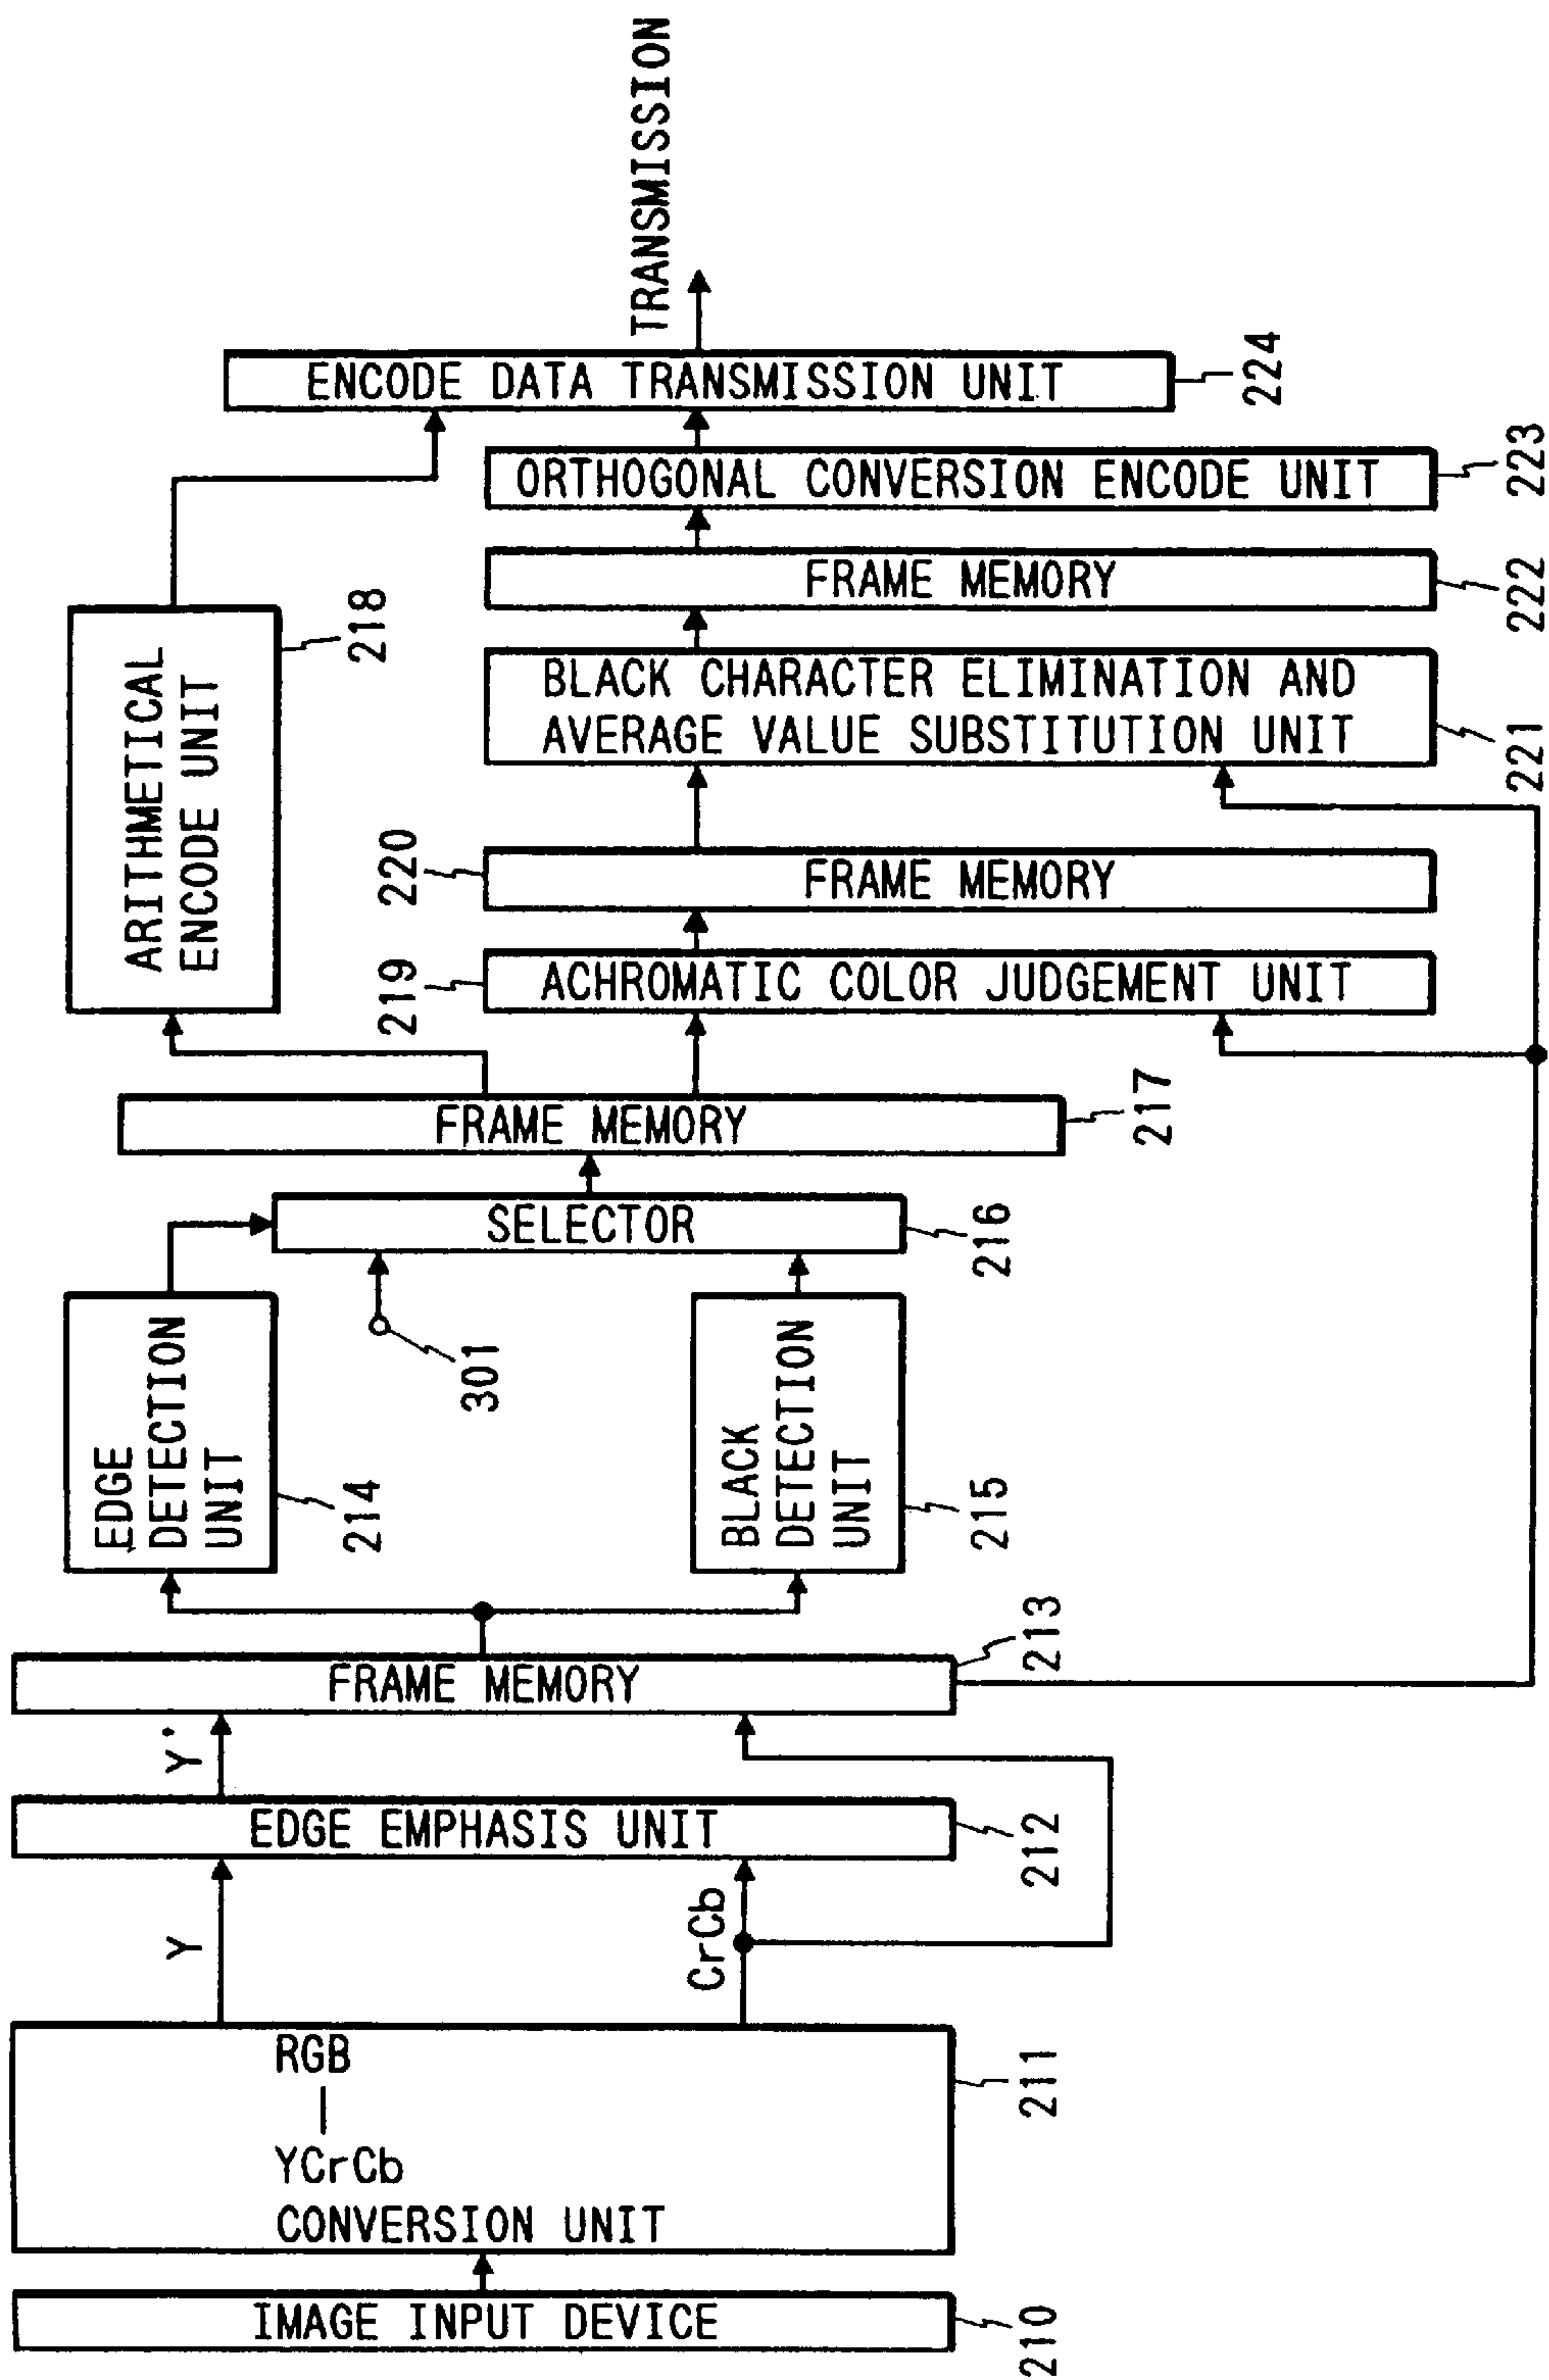 IMAGE INPUT DEVICE
210
RGB
|
YCrCb
CONVERSION UNIT
211
Y
CrCb
EDGE EMPHASIS UNIT
212
Y'
FRAME MEMORY
213
EDGE
DETECTION
UNIT
214
BLACK
DETECTION
UNIT
215
301
SELECTOR
216
FRAME MEMORY
217
ARITHMETICAL
ENCODE UNIT
218
219
ACHROMATIC COLOR JUDGEMENT UNIT
220
FRAME MEMORY
BLACK CHARACTER ELIMINATION AND
AVERAGE VALUE SUBSTITUTION UNIT
221
FRAME MEMORY
222
ORTHOGONAL CONVERSION ENCODE UNIT
223
ENCODE DATA TRANSMISSION UNIT
224
TRANSMISSION